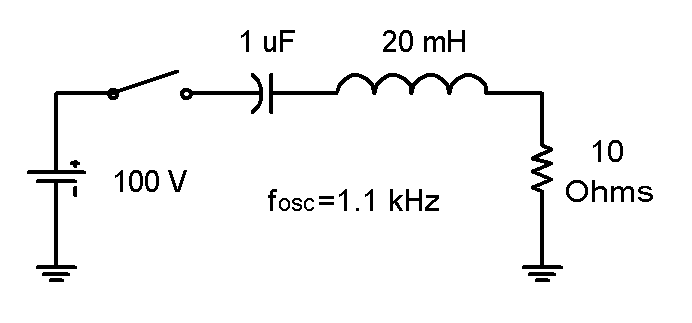 1 uF
20 mH
+
-
100 V
10
Ohms
fosc=1.1 kHz